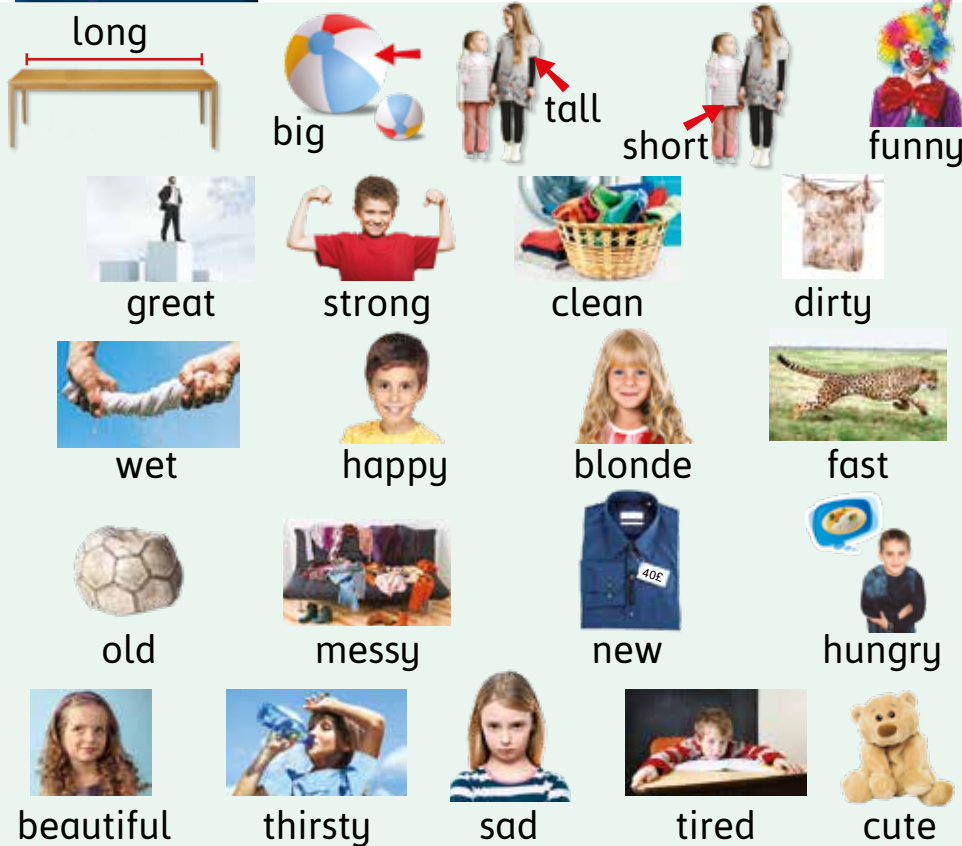 long
big
tall
short
funny
great
strong
clean
dirty
wet
happy
blonde
fast
40£
old
messy
new
hungry
beautiful
thirsty
sad
tired
cute